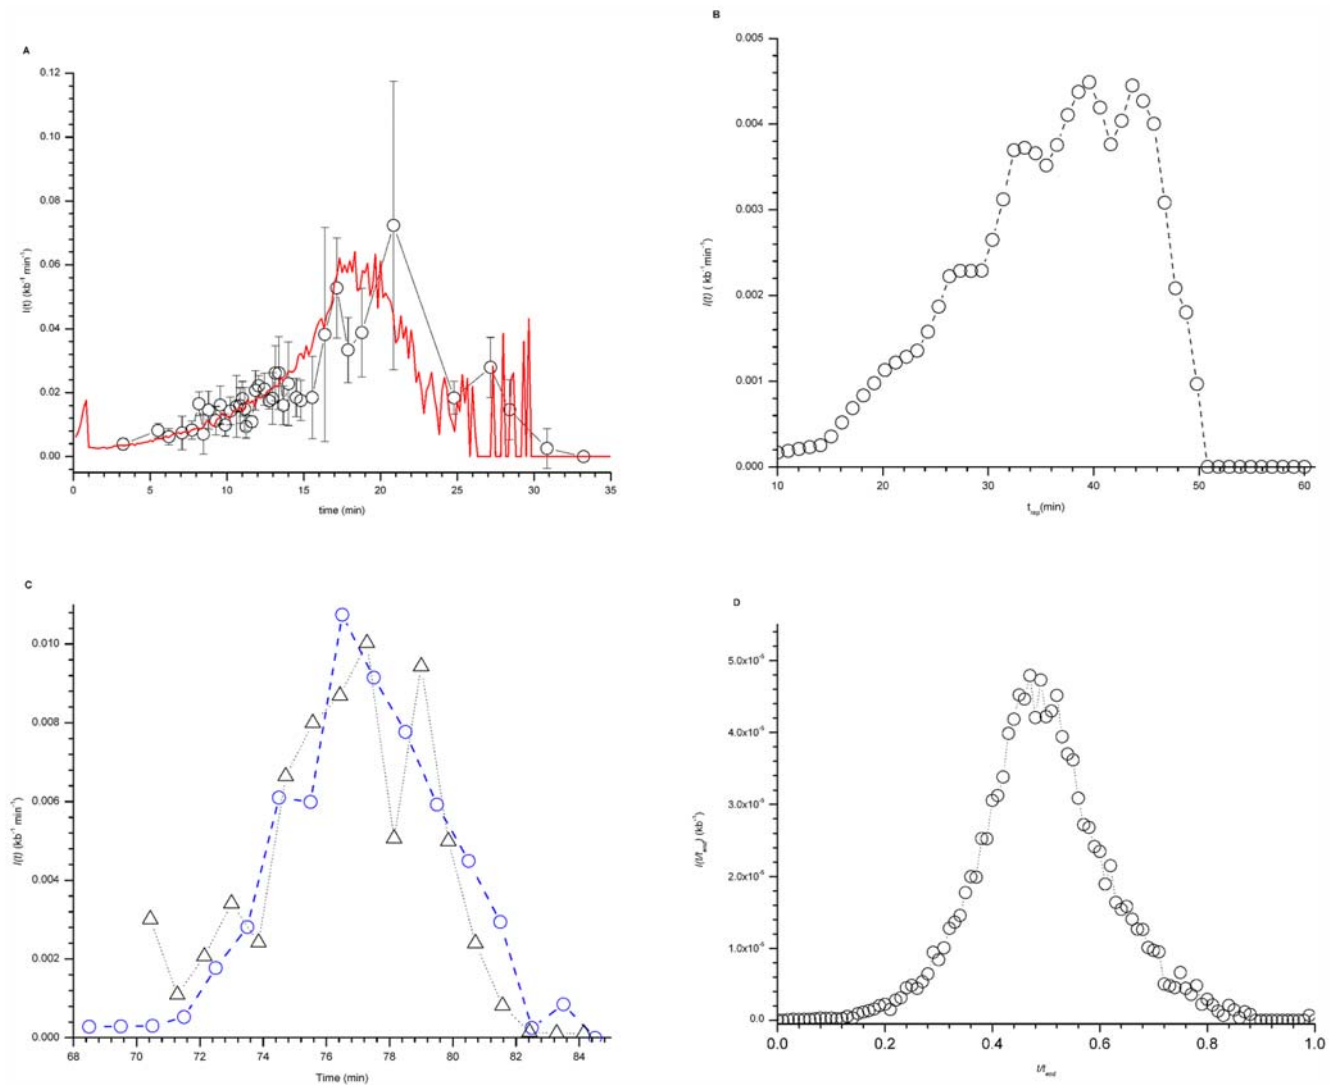 A
0.12
0.10
0.08
0.06
0.04
0.02
0.00
I(t) (kb⁻¹ min⁻¹)
0 5 10 15 20 25 30 35
time (min)
B
0.005
0.004
0.003
0.002
0.001
0.000
I(t) ( kb⁻¹min⁻¹)
10 20 30 40 50 60
t_rep(min)
C
0.010
0.008
0.006
0.004
0.002
0.000
I(t) (kb⁻¹ min⁻¹)
68 70 72 74 76 78 80 82 84
Time (min)
D
5.0x10⁻⁶
4.0x10⁻⁶
3.0x10⁻⁶
2.0x10⁻⁶
1.0x10⁻⁶
0.0
I(t/t_end) (kb⁻¹)
0.0 0.2 0.4 0.6 0.8 1.0
t/t_end